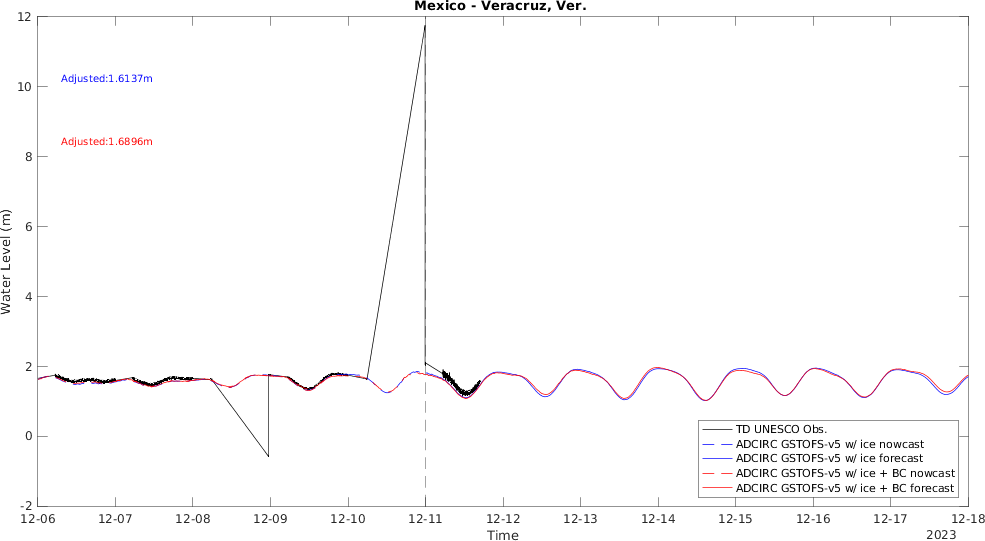 Mexico - Veracruz, Ver.
12
10
8
6
4
2
0
-2
Water Level (m)
Adjusted:1.6137m
Adjusted:1.6896m
TD UNESCO Obs.
ADCIRC GSTOFS-v5 w/ ice nowcast
ADCIRC GSTOFS-v5 w/ ice forecast
ADCIRC GSTOFS-v5 w/ ice + BC nowcast
ADCIRC GSTOFS-v5 w/ ice + BC forecast
12-06 12-07 12-08 12-09 12-10 12-11 12-12 12-13 12-14 12-15 12-16 12-17 12-18
Time
2023